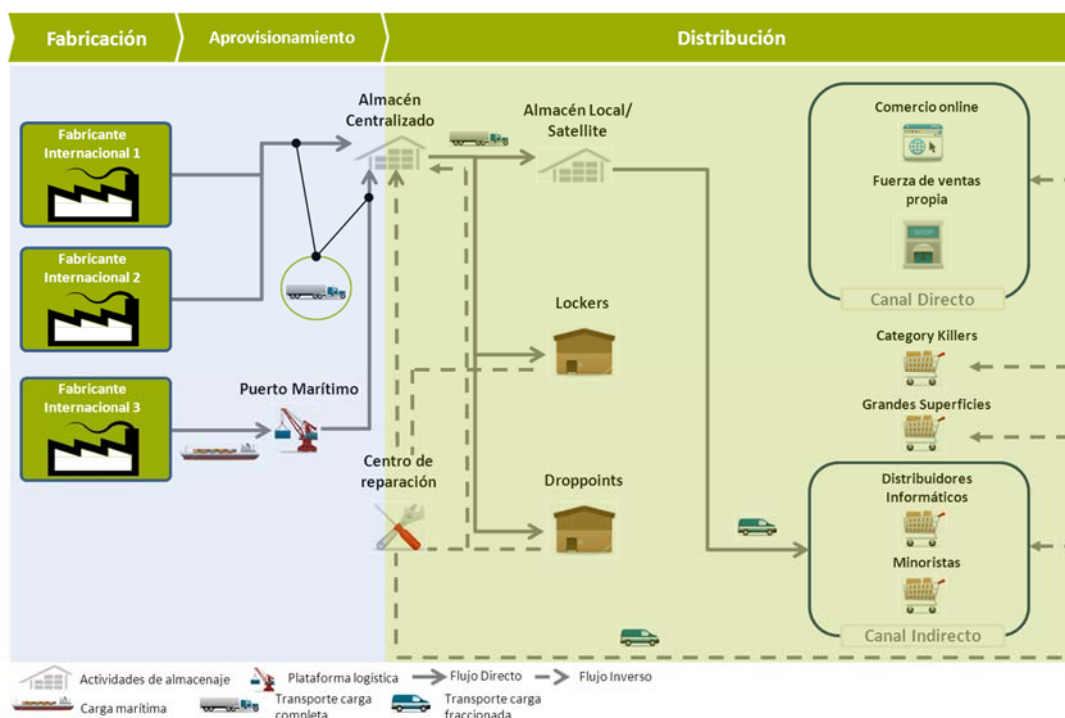 Fabricación
Aprovisionamiento
Distribución
Fabricante
Internacional 1
Fabricante
Internacional 2
Fabricante
Internacional 3
Puerto Marítimo
Almacén
Centralizado
Almacén Local/
Satellite
Lockers
Centro de
reparación
Droppoints
Comercio online
Fuerza de ventas
propia
SHOP
Canal Directo
Category Killers
Grandes Superficies
Distribuidores
Informáticos
Minoristas
Canal Indirecto
Actividades de almacenaje
Plataforma logística
Flujo Directo
Flujo Inverso
Carga marítima
Transporte carga
completa
Transporte carga
fraccionada